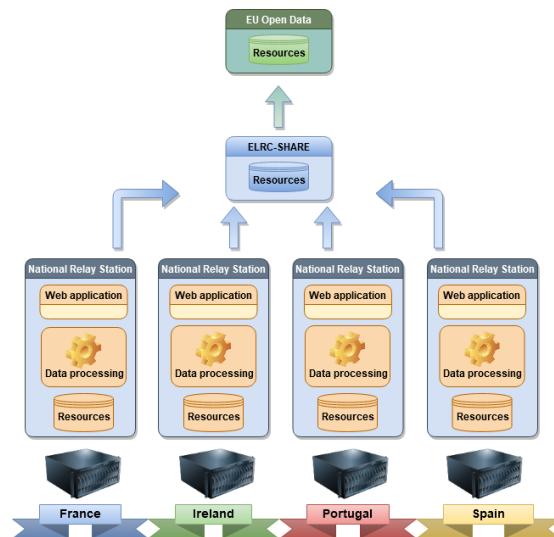 EU Open Data
Resources
ELRC-SHARE
Resources
National Relay Station
National Relay Station
National Relay Station
National Relay Station
Web application
Web application
Web application
Web application
Data processing
Data processing
Data processing
Data processing
Resources
Resources
Resources
Resources
France
Ireland
Portugal
Spain